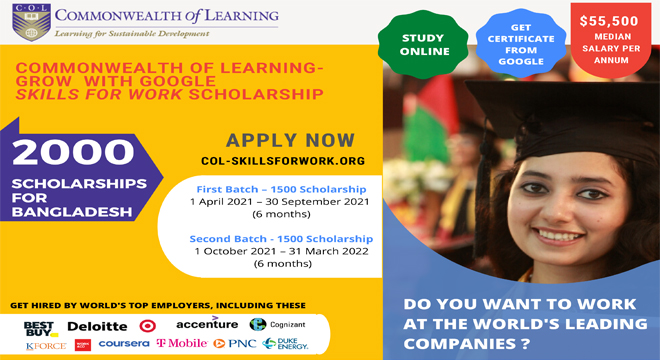 C O L
COMMONWEALTH of LEARNING
Learning for Sustainable Development
STUDY
ONLINE
GET
CERTIFICATE
FROM
GOOGLE
$55,500
MEDIAN
SALARY PER
ANNUM
COMMONWEALTH OF LEARNING-
GROW WITH GOOGLE
SKILLS FOR WORK SCHOLARSHIP
2000
SCHOLARSHIPS
FOR
BANGLADESH
APPLY NOW
COL-SKILLSFORWORK.ORG
First Batch – 1500 Scholarship
1 April 2021 – 30 September 2021
(6 months)
Second Batch - 1500 Scholarship
1 October 2021 – 31 March 2022
(6 months)
GET HIRED BY WORLD'S TOP EMPLOYERS, INCLUDING THESE
BEST
BUY
Deloitte
accenture
Cognizant
KFORCE
coursera
T Mobile
PNC
DUKE
ENERGY.
DO YOU WANT TO WORK
AT THE WORLD'S LEADING
COMPANIES ?